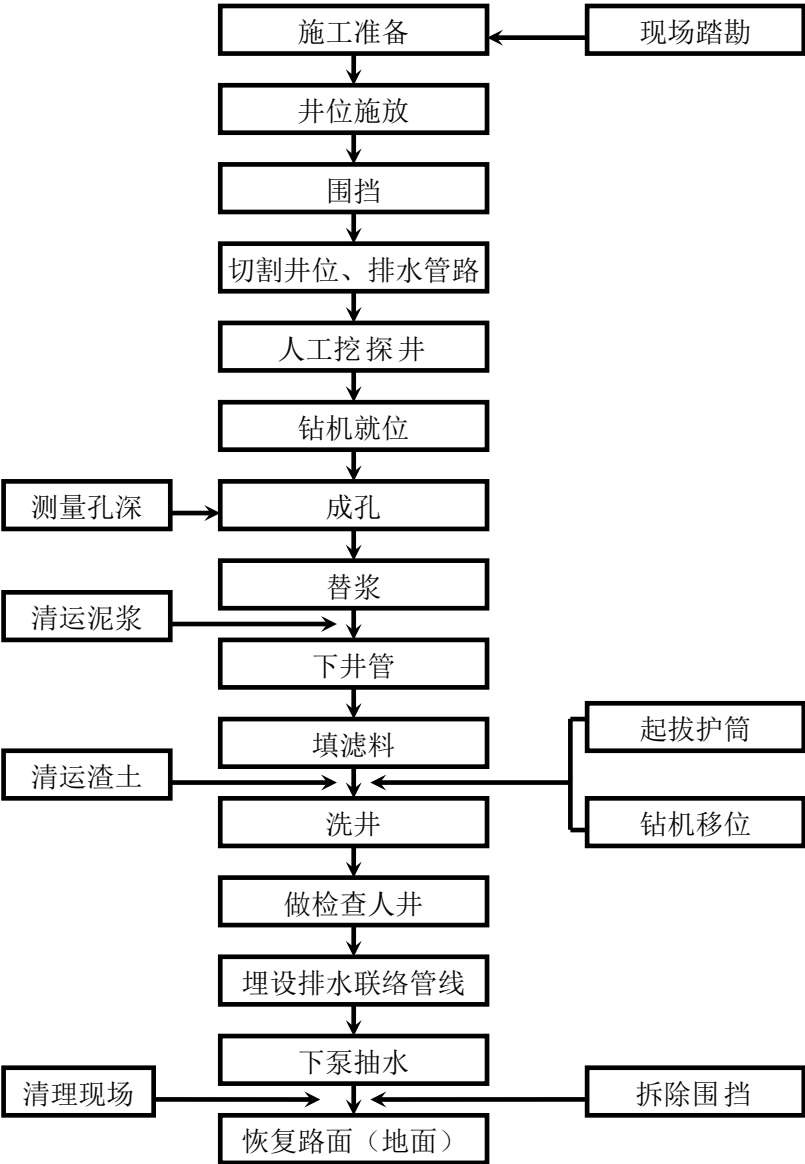 施工准备
现场踏勘
井位施放
围挡
切割井位、排水管路
人工挖探井
钻机就位
测量孔深
成孔
替浆
清运泥浆
下井管
起拔护筒
填滤料
清运渣土
洗井
钻机移位
做检查人井
埋设排水联络管线
下泵抽水
清理现场
拆除围挡
恢复路面（地面）